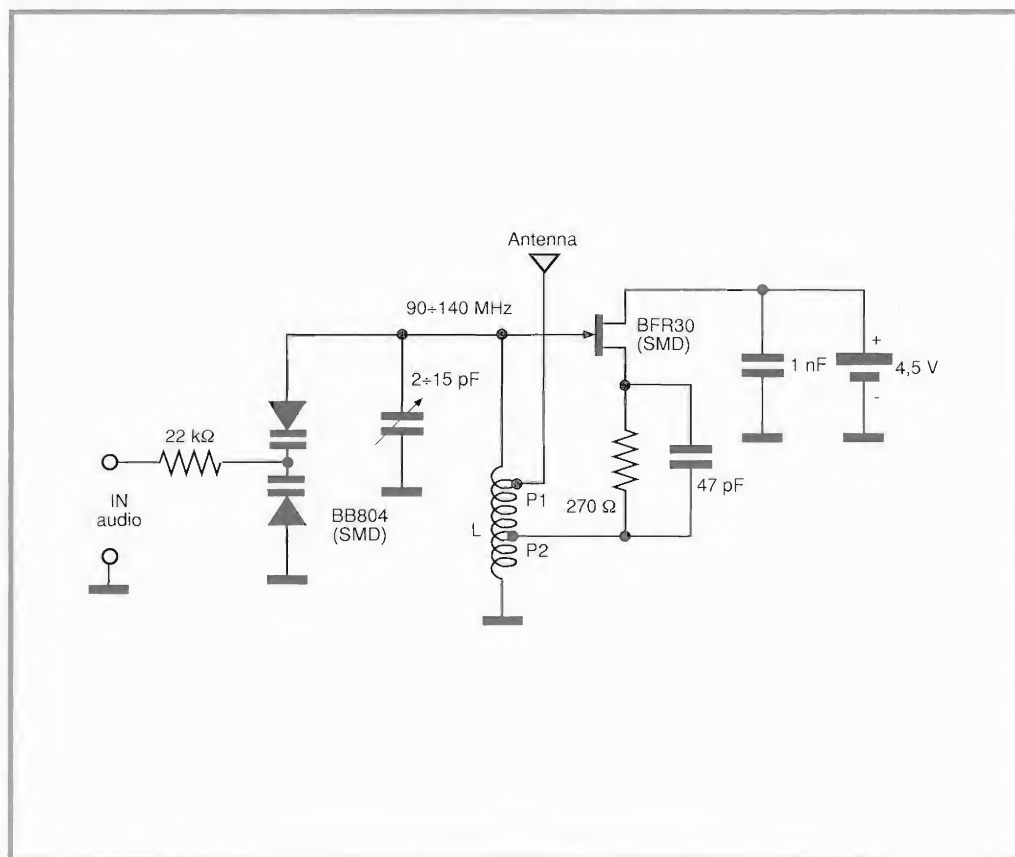 Antenna
90÷140 MHz
BFR30
(SMD)
2÷15 pF
1 nF
+
4,5 V
-
22 kΩ
IN
audio
BB804
(SMD)
L
P1
P2
270 Ω
47 pF